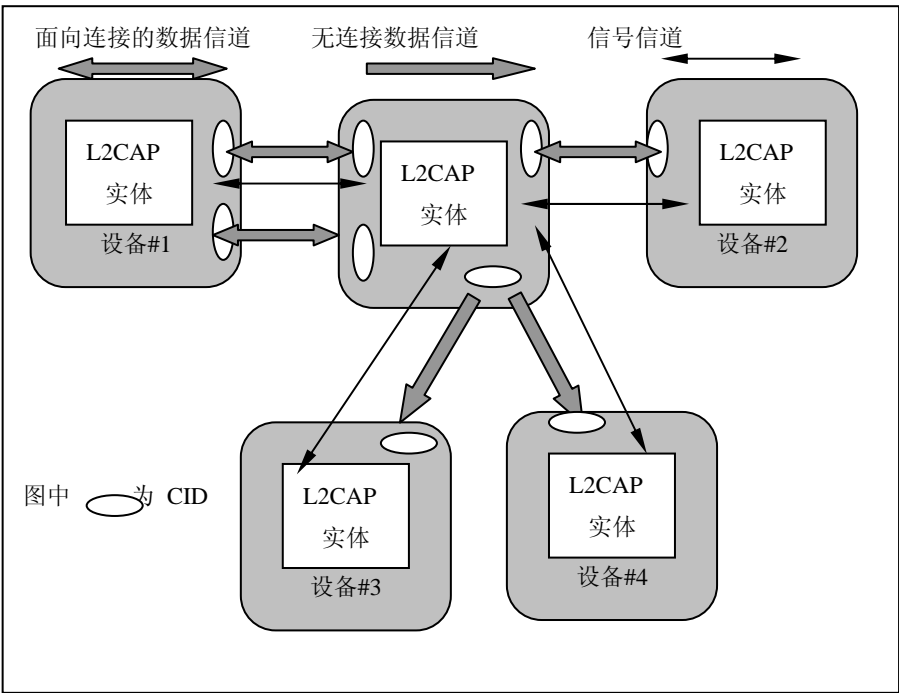 面向连接的数据信道 无连接数据信道 信号信道
L2CAP
实体
设备#1
L2CAP
实体
L2CAP
实体
设备#2
图中 为 CID
L2CAP
实体
设备#3
L2CAP
实体
设备#4